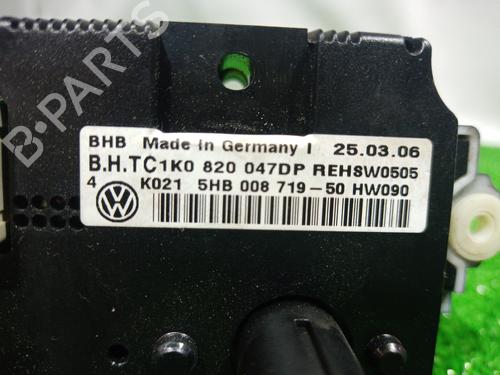 BHB Made in Germany I 25.03.06
B.H.TC1K0 820 047DP REHSW0505
4 K021 5HB 008 719-50 HW090
B-PARTS